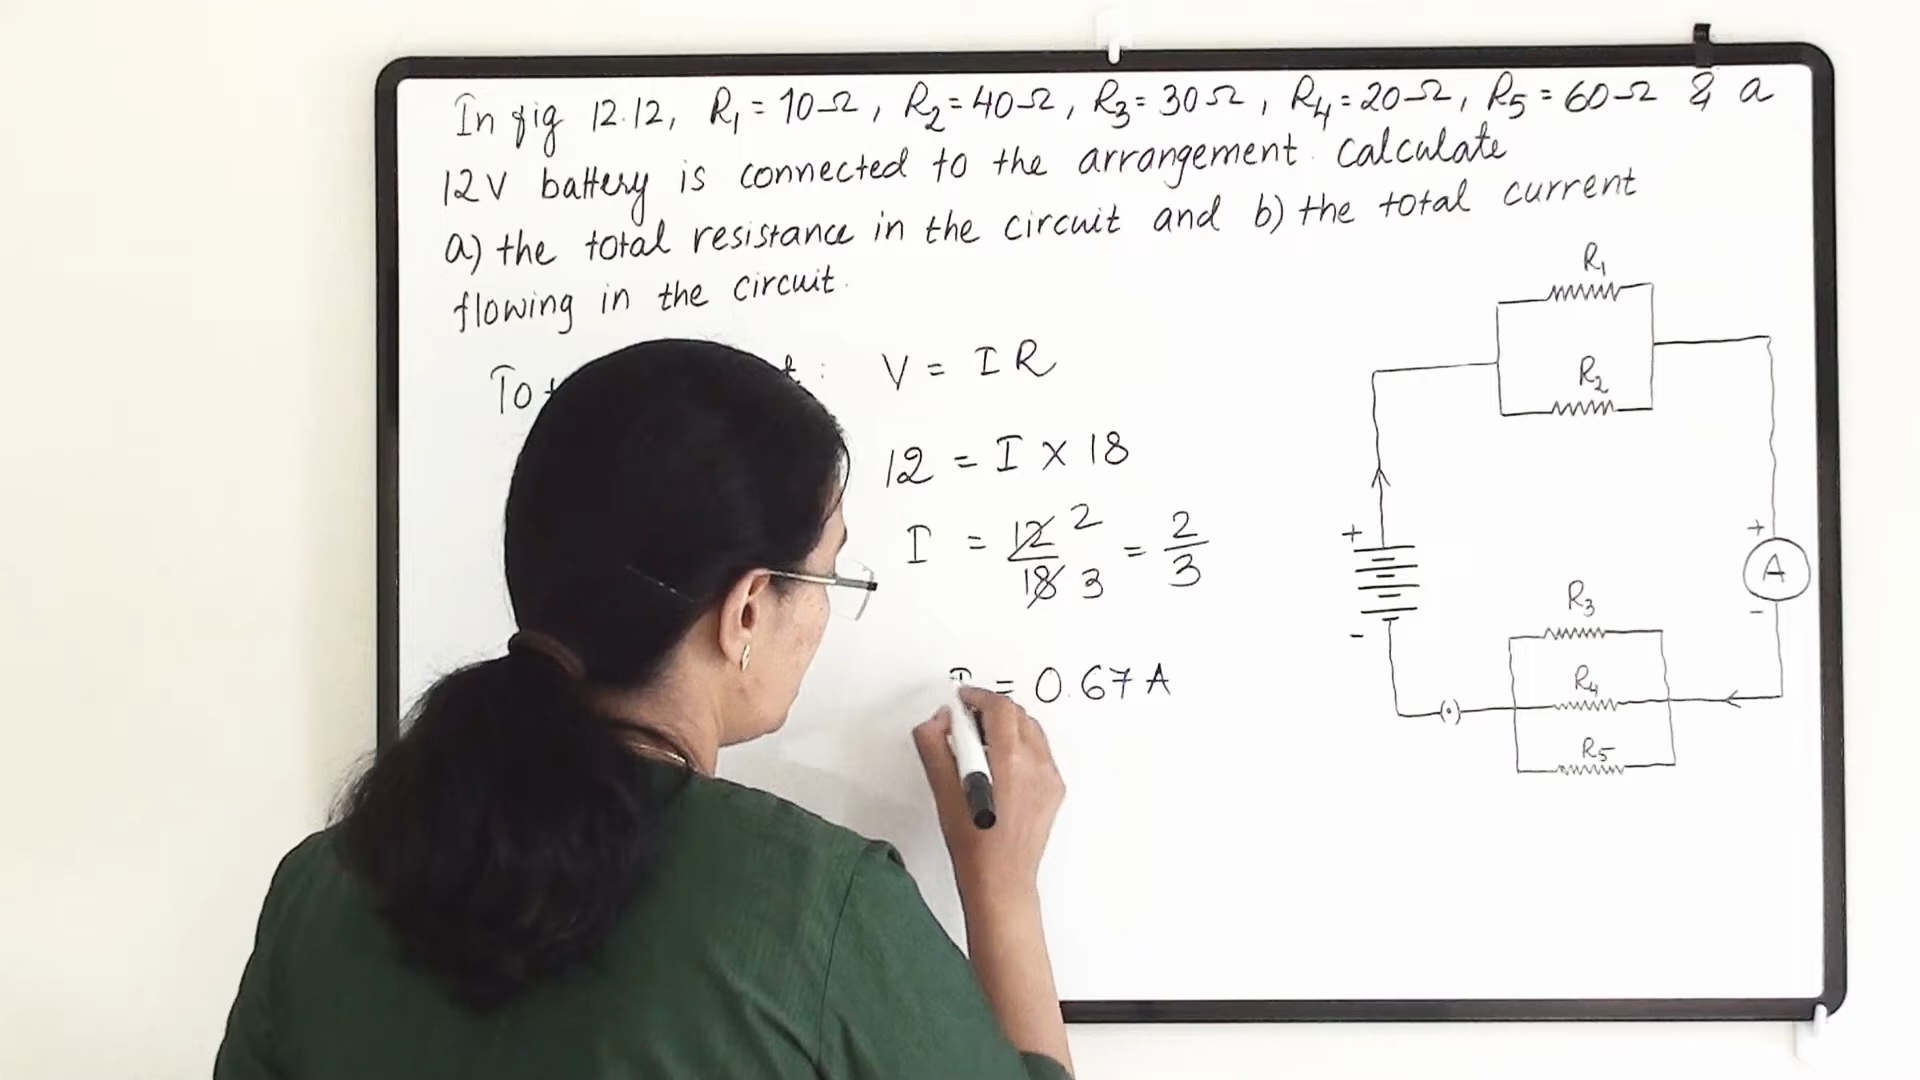 In fig 12.12, R₁ = 10Ω, R₂ = 40Ω, R₃ = 30Ω, R₄ = 20Ω, R₅ = 60Ω & a
12V battery is connected to the arrangement. Calculate
a) the total resistance in the circuit and b) the total current
flowing in the circuit.
V = IR
12 = I × 18
I = 12/18 2 3 = 2/3
= 0.67 A
R₁
R₂
+
-
+
A
-
R₃
R₄
R₅